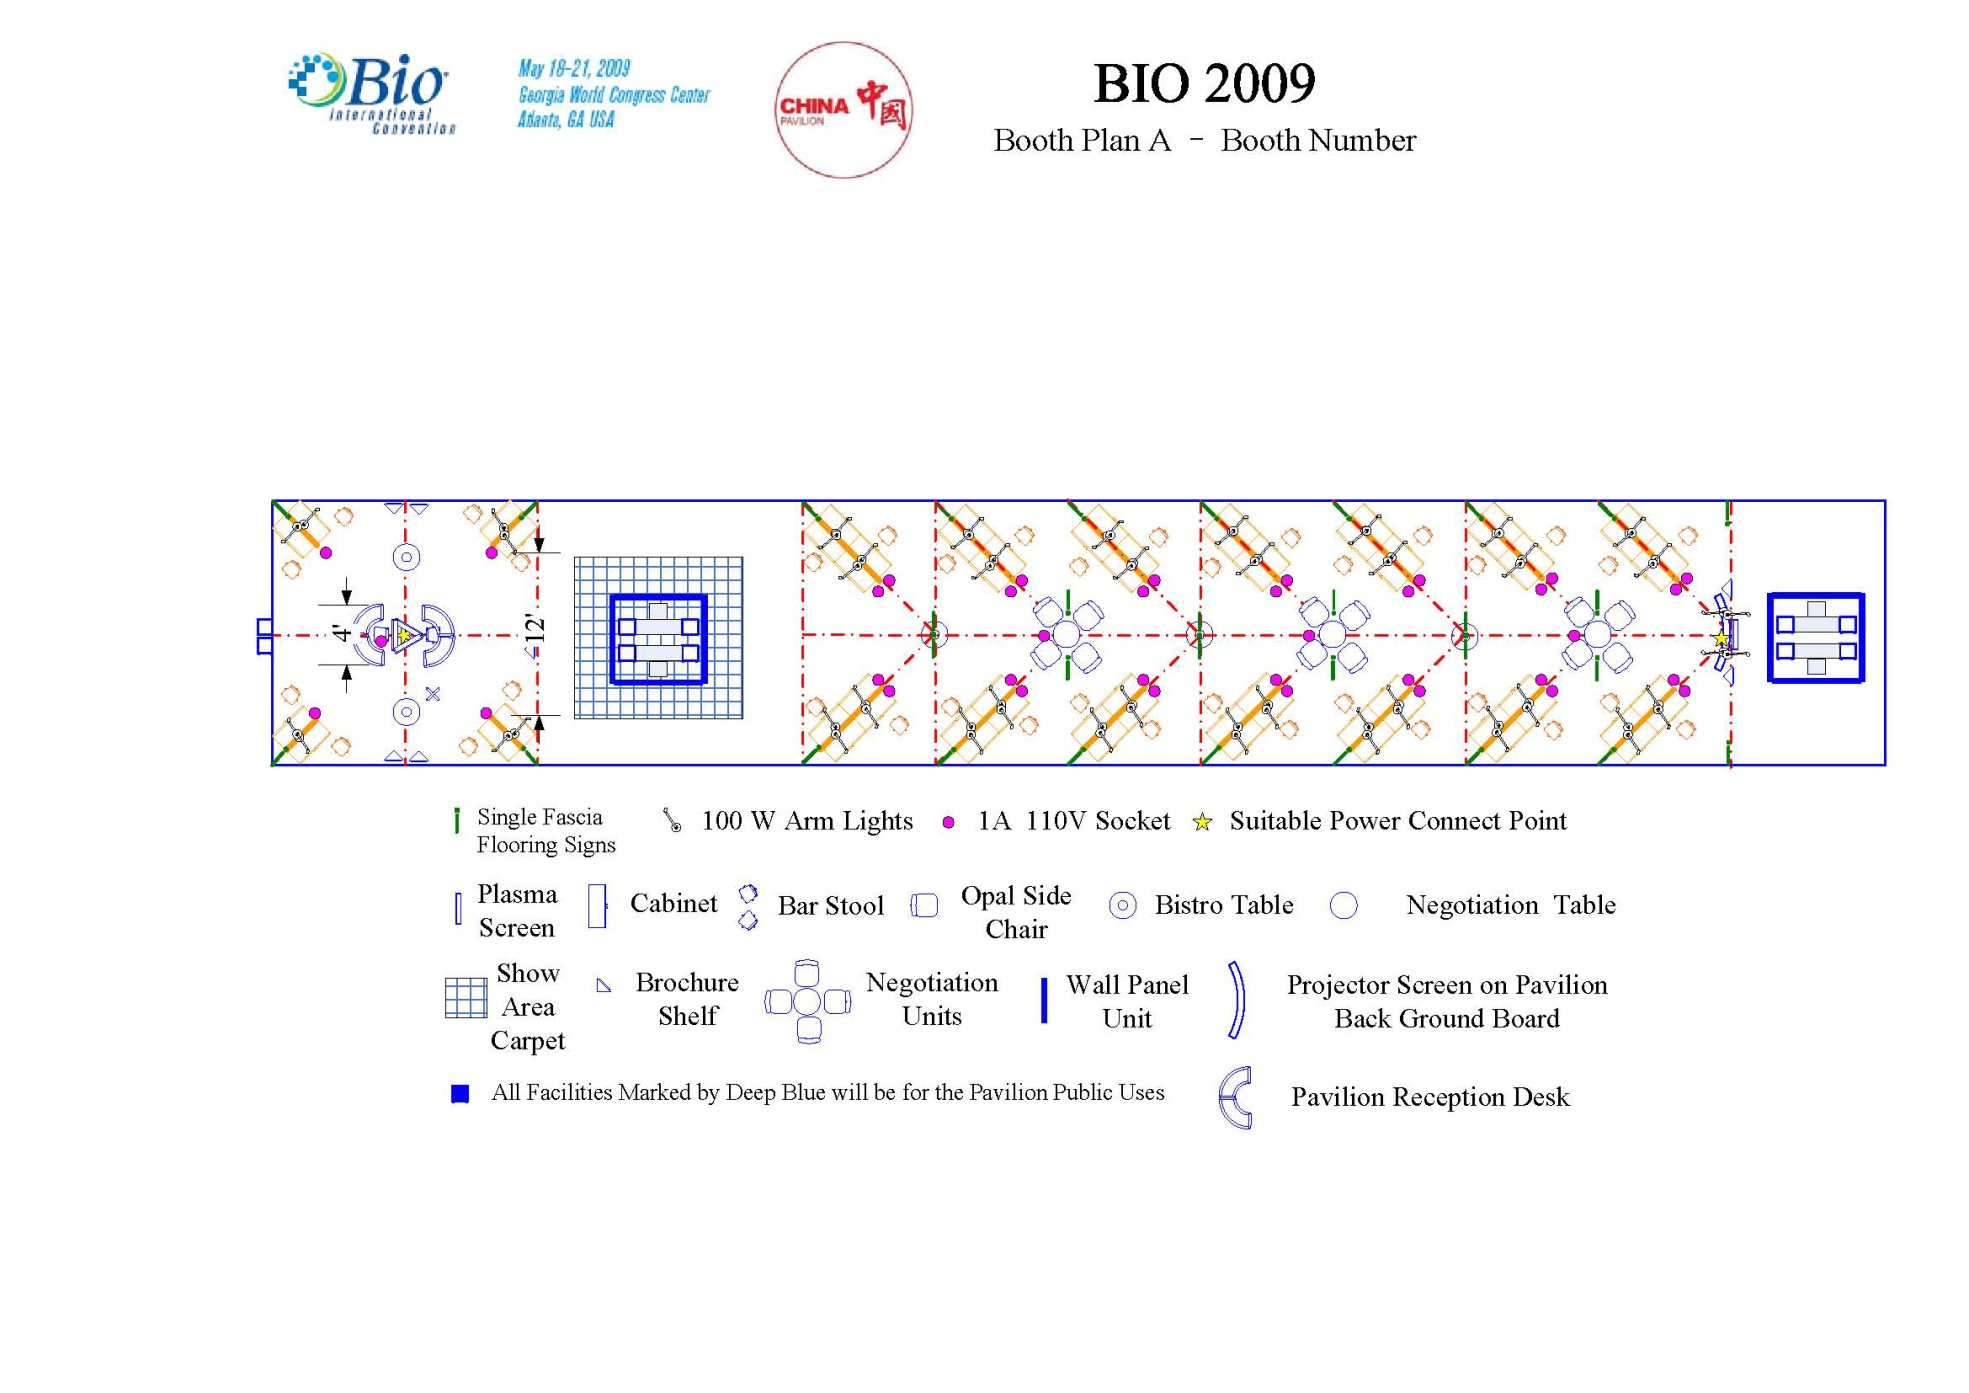 Bio
International
Convention
May 18-21, 2009
Georgia World Congress Center
Atlanta, GA USA
CHINA 中國
PAVILION
BIO 2009
Booth Plan A - Booth Number
4'
12'
Single Fascia
Flooring Signs
100 W Arm Lights
1A 110V Socket
Suitable Power Connect Point
Plasma
Screen
Cabinet
Bar Stool
Opal Side
Chair
Bistro Table
Negotiation Table
Show
Area
Carpet
Brochure
Shelf
Negotiation
Units
Wall Panel
Unit
Projector Screen on Pavilion
Back Ground Board
All Facilities Marked by Deep Blue will be for the Pavilion Public Uses
Pavilion Reception Desk